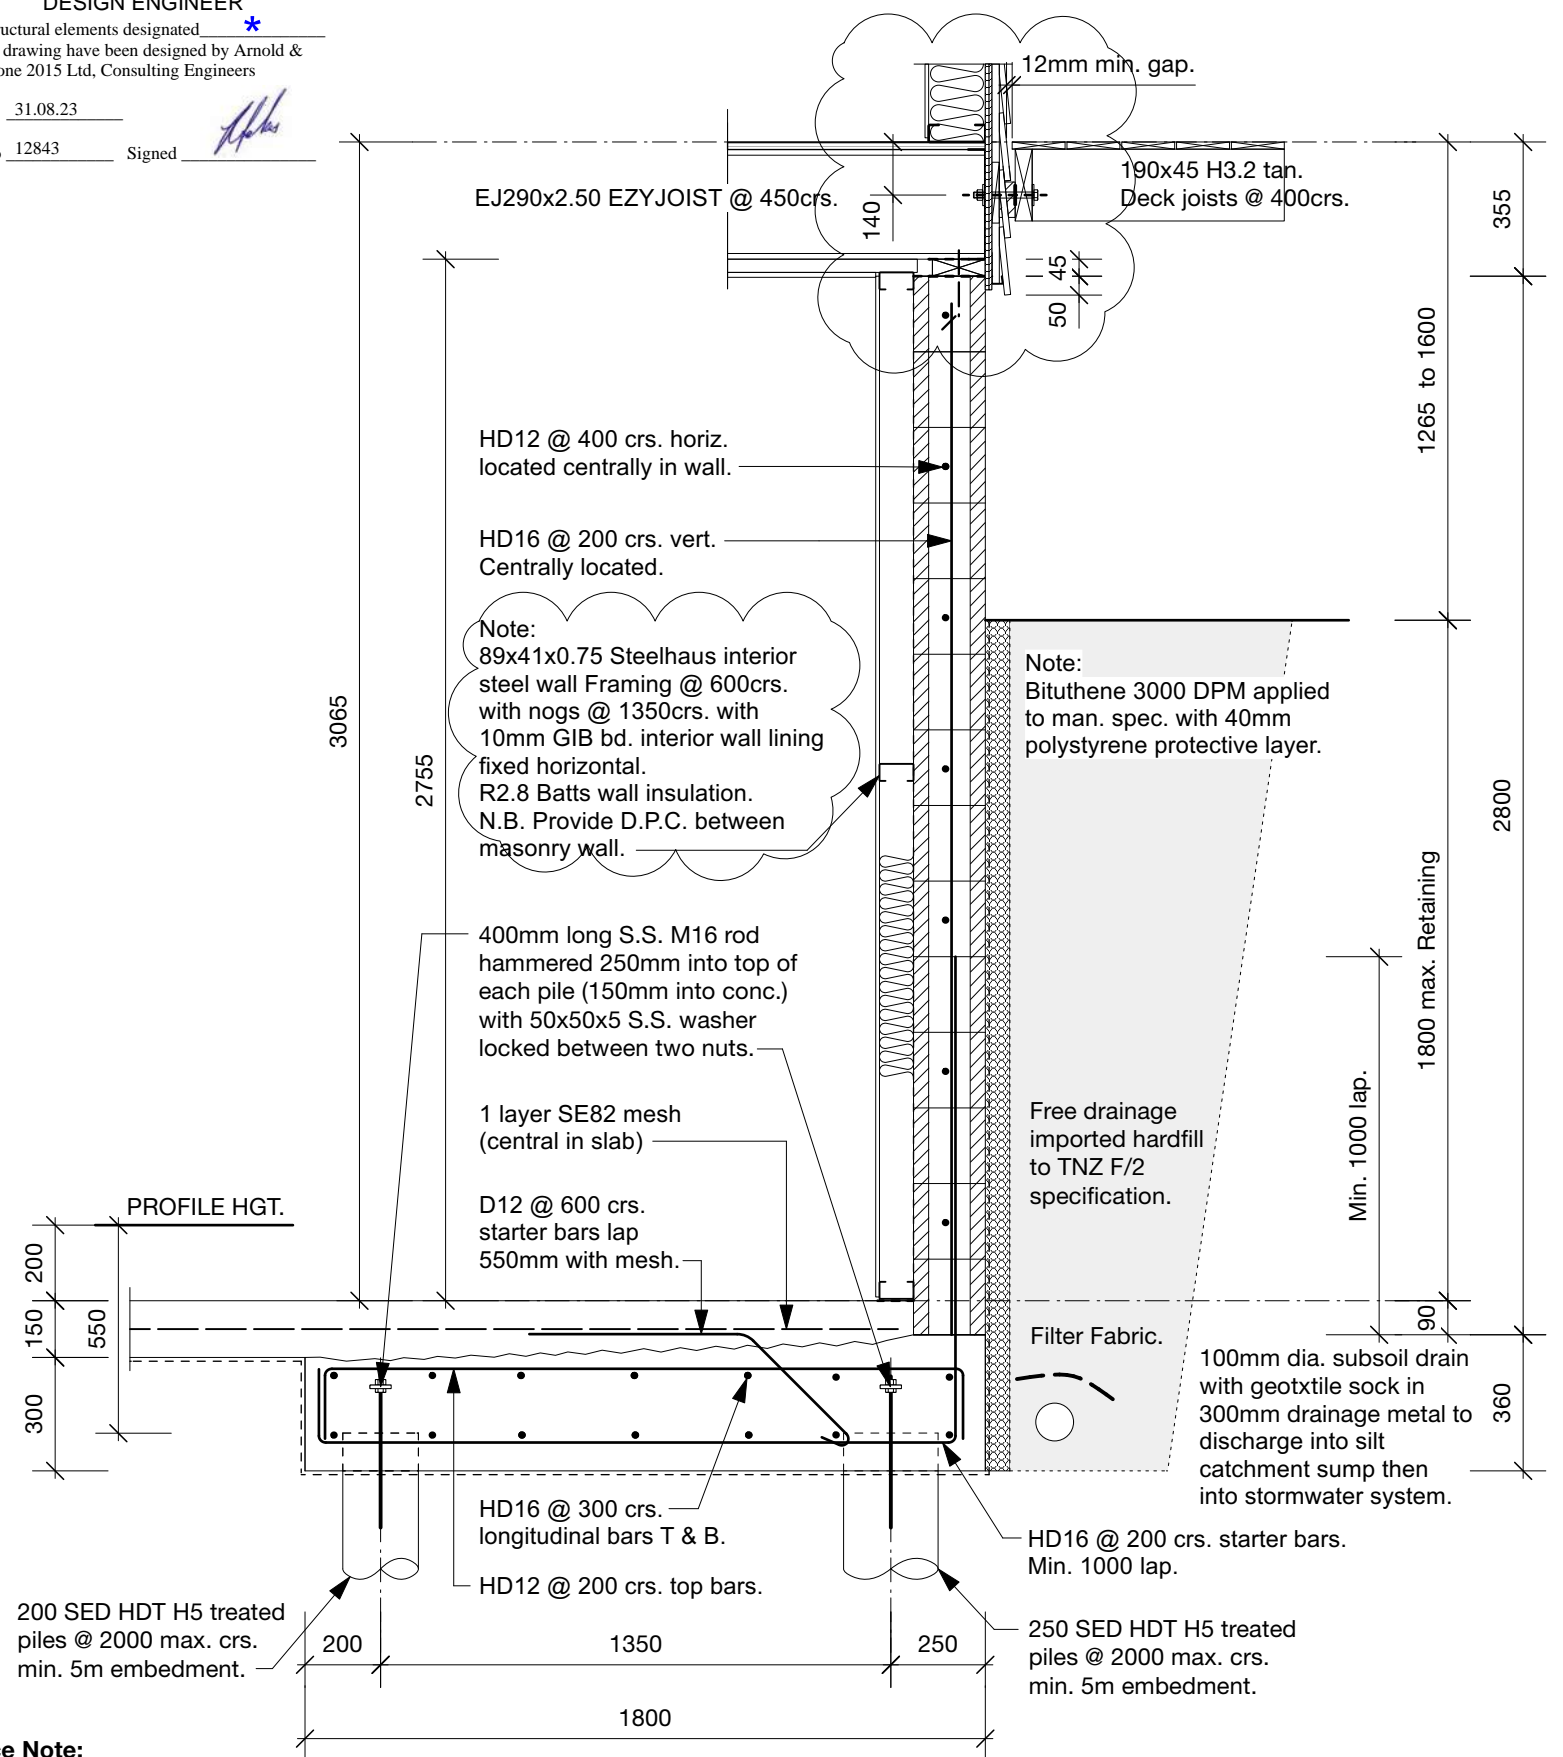 DESIGN ENGINEER
uctural elements designated
*
drawing have been designed by Arnold &
one 2015 Ltd, Consulting Engineers
31.08.23
12843 Signed
12mm min. gap.
190x45 H3.2 tan.
Deck joists @ 400crs.
EJ290x2.50 EZYJOIST @ 450crs.
140
45
50
355
1265 to 1600
HD12 @ 400 crs. horiz.
located centrally in wall.
HD16 @ 200 crs. vert.
Centrally located.
Note:
89x41x0.75 Steelhaus interior
steel wall Framing @ 600crs.
with nogs @ 1350crs. with
10mm GIB bd. interior wall lining
fixed horizontal.
R2.8 Batts wall insulation.
N.B. Provide D.P.C. between
masonry wall.
Note:
Bituthene 3000 DPM applied
to man. spec. with 40mm
polystyrene protective layer.
3065
2755
2800
1800 max. Retaining
400mm long S.S. M16 rod
hammered 250mm into top of
each pile (150mm into conc.)
with 50x50x5 S.S. washer
locked between two nuts.
1 layer SE82 mesh
(central in slab)
D12 @ 600 crs.
starter bars lap
550mm with mesh.
Free drainage
imported hardfill
to TNZ F/2
specification.
Min. 1000 lap.
PROFILE HGT.
200
150
300
550
90
360
Filter Fabric.
100mm dia. subsoil drain
with geotxtile sock in
300mm drainage metal to
discharge into silt
catchment sump then
into stormwater system.
HD16 @ 300 crs.
longitudinal bars T & B.
HD12 @ 200 crs. top bars.
HD16 @ 200 crs. starter bars.
Min. 1000 lap.
200 SED HDT H5 treated
piles @ 2000 max. crs.
min. 5m embedment.
250 SED HDT H5 treated
piles @ 2000 max. crs.
min. 5m embedment.
200
1350
250
1800
ce Note: